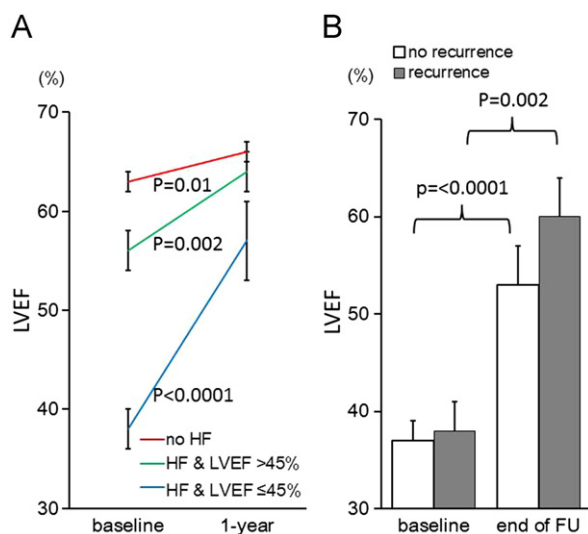 A
(%)
70
60
50
40
30
LVEF
P=0.01
P=0.002
P<0.0001
no HF
HF & LVEF >45%
HF & LVEF ≤45%
baseline
1-year
B
no recurrence
recurrence
(%)
P=0.002
p=<0.0001
70
60
50
40
30
LVEF
baseline
end of FU